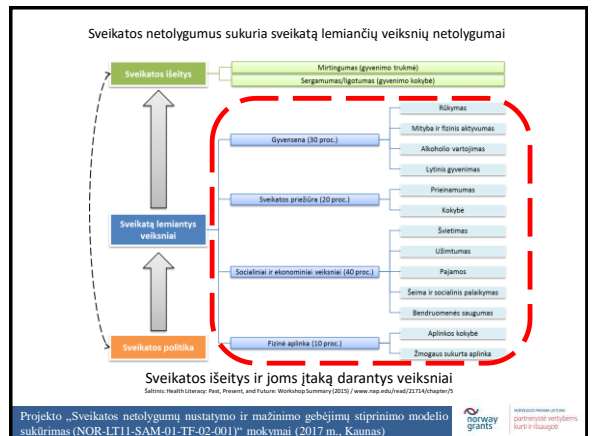 Sveikatos netolygumus sukuria sveikatą lemiančių veiksnių netolygumai
Sveikatos išeitys
Mirtingumas (gyvenimo trukmė)
Sergamumas/ligotumas (gyvenimo kokybė)
Sveikatą lemiantys
veiksniai
Gyvensena (30 proc.)
Rūkymas
Mityba ir fizinis aktyvumas
Alkoholio vartojimas
Lytinis gyvenimas
Sveikatos priežiūra (20 proc.)
Prieinamumas
Kokybė
Socialiniai ir ekonominiai veiksniai (40 proc.)
Švietimas
Užimtumas
Pajamos
Šeima ir socialinis palaikymas
Bendruomenės saugumas
Fizinė aplinka (10 proc.)
Aplinkos kokybė
Žmogaus sukurta aplinka
Sveikatos politika
Sveikatos išeitys ir joms įtaką darantys veiksniai
Šaltinis: Health Literacy: Past, Present, and Future: Workshop Summary (2015) / www.nap.edu/read/21714/chapter/5
Projekto „Sveikatos netolygumų nustatymo ir mažinimo gebėjimų stiprinimo modelio
sukūrimas (NOR-LT11-SAM-01-TF-02-001)“ mokymai (2017 m., Kaunas)
norway
grants
partnerystė vertybėms
kurti ir išsaugoti